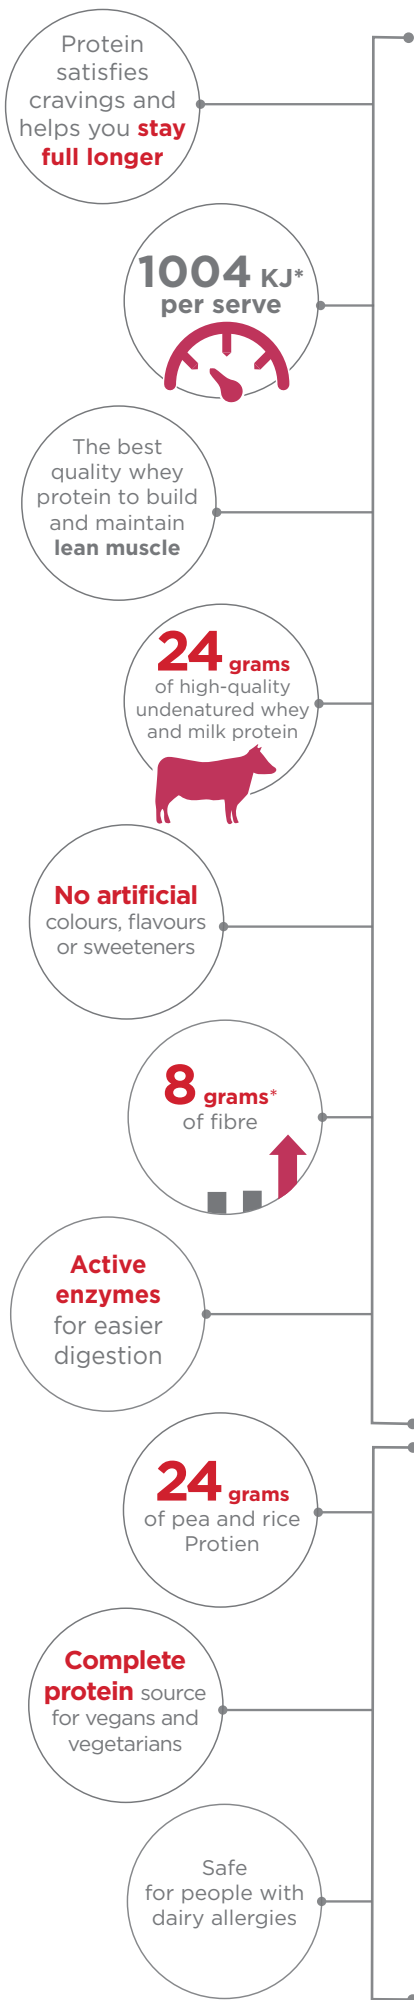 Protein
satisfies
cravings and
helps you stay
full longer
1004 KJ*
per serve
The best
quality whey
protein to build
and maintain
lean muscle
24 grams
of high-quality
undenatured whey
and milk protein
No artificial
colours, flavours
or sweeteners
8 grams*
of fibre
Active
enzymes
for easier
digestion
24 grams
of pea and rice
Protien
Complete
protein source
for vegans and
vegetarians
Safe
for people with
dairy allergies